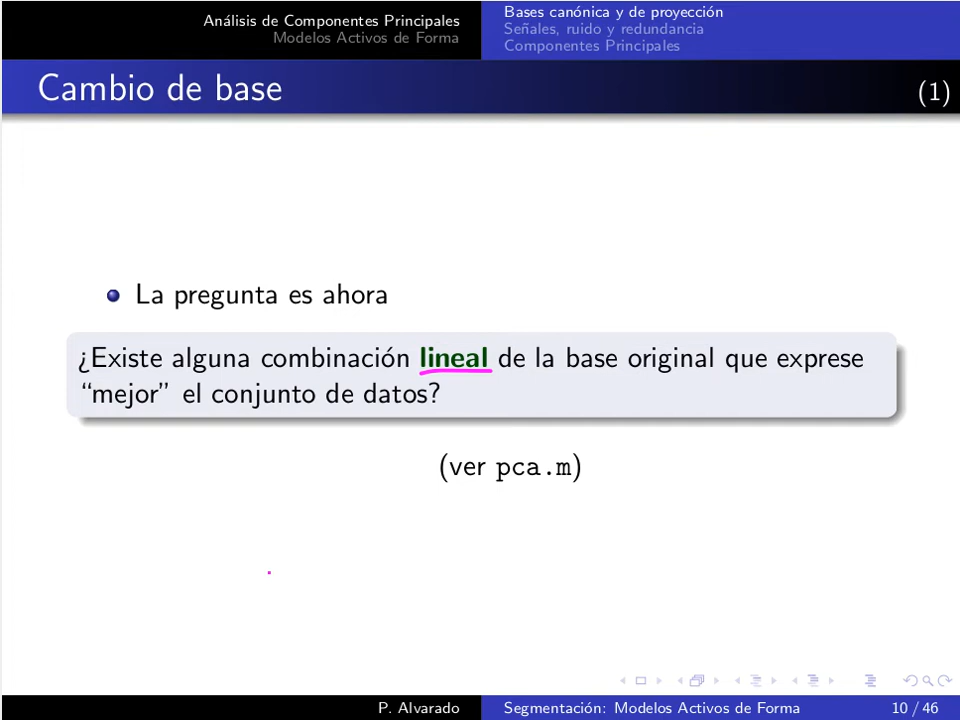 Análisis de Componentes Principales
Modelos Activos de Forma
Bases canónica y de proyección
Señales, ruido y redundancia
Componentes Principales
Cambio de base
(1)
La pregunta es ahora
¿Existe alguna combinación lineal de la base original que exprese
“mejor” el conjunto de datos?
(ver pca.m)
P. Alvarado
Segmentación: Modelos Activos de Forma
10 / 46